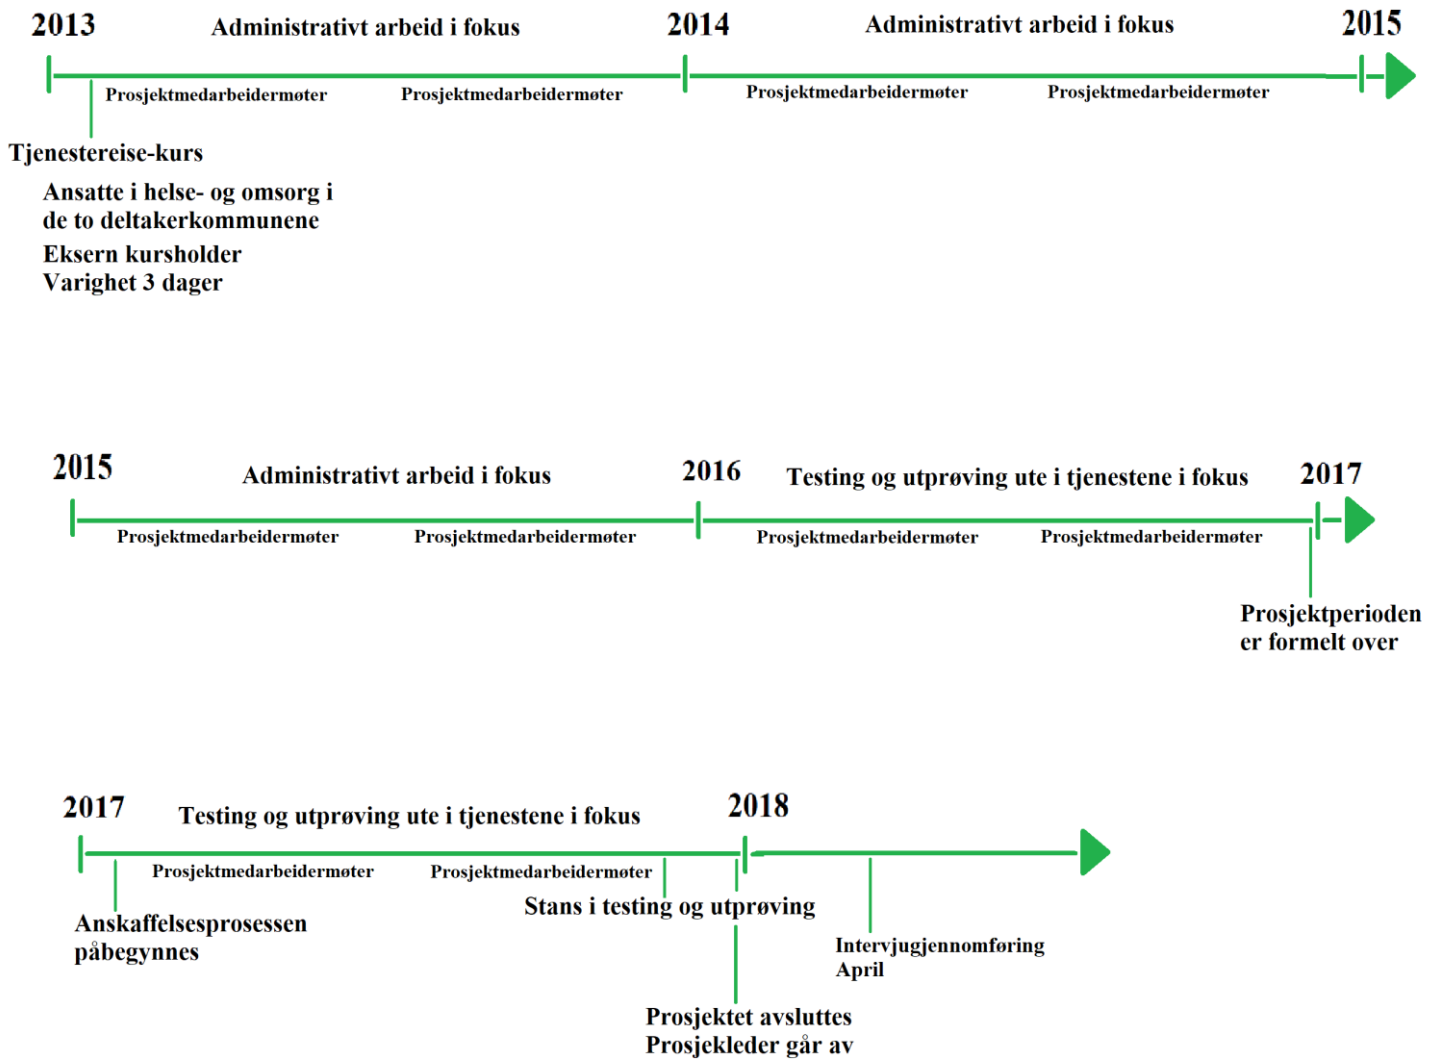 2013 Administrativt arbeid i fokus 2014 Administrativt arbeid i fokus 2015
Prosjektmedarbeidermøter Prosjektmedarbeidermøter Prosjektmedarbeidermøter Prosjektmedarbeidermøter
Tjenestereise-kurs
Ansatte i helse- og omsorg i
de to deltakerkommunene
Eksern kursholder
Varighet 3 dager
2015 Administrativt arbeid i fokus 2016 Testing og utprøving ute i tjenestene i fokus 2017
Prosjektmedarbeidermøter Prosjektmedarbeidermøter Prosjektmedarbeidermøter Prosjektmedarbeidermøter
Prosjektperioden
er formelt over
2017 Testing og utprøving ute i tjenestene i fokus 2018
Prosjektmedarbeidermøter Prosjektmedarbeidermøter
Anskaffelsesprosessen
påbegynnes
Stans i testing og utprøving
Intervjugjennomføring
April
Prosjektet avsluttes
Prosjekleder går av